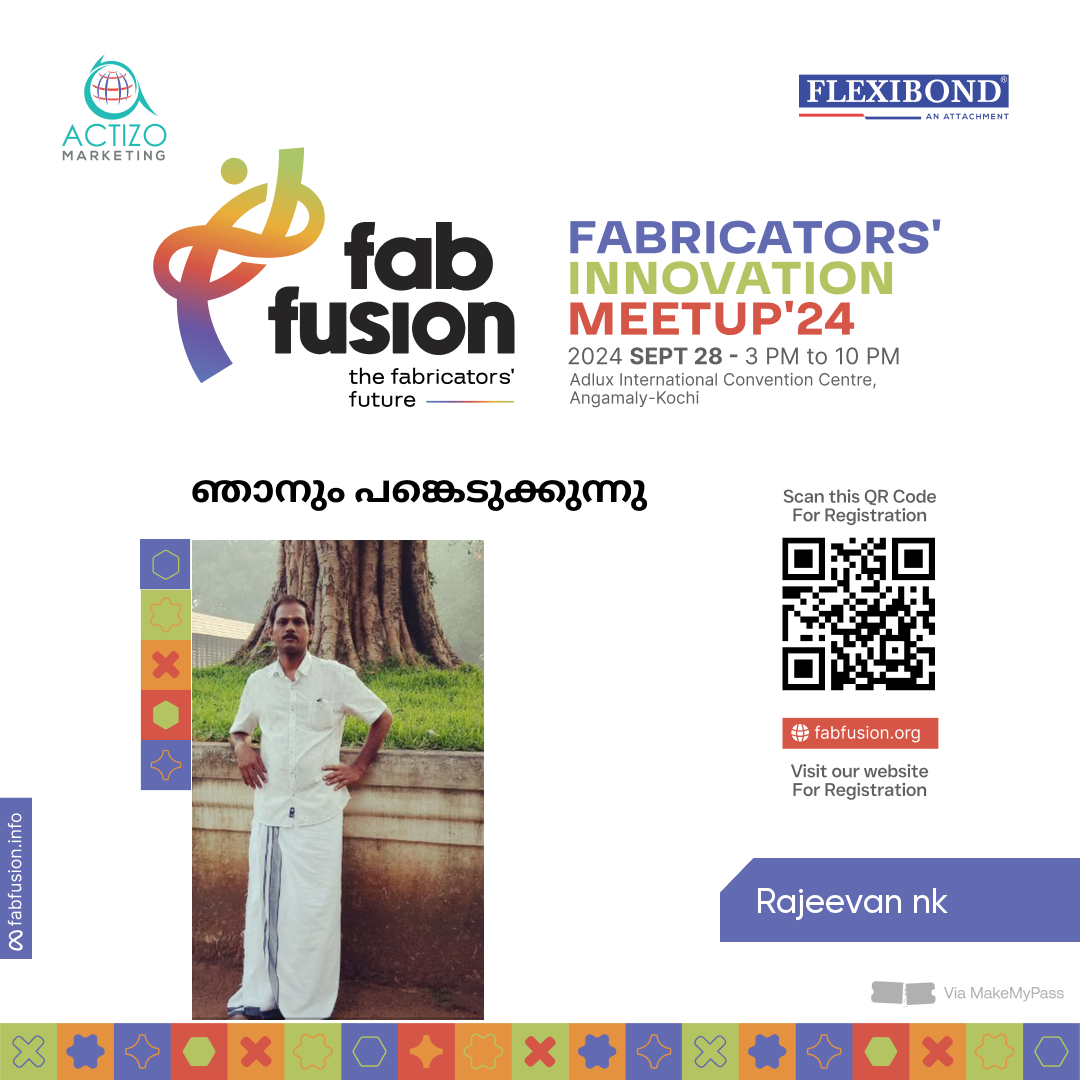 ACTIZO
MARKETING
FLEXIBOND®
AN ATTACHMENT
fab
fusion
the fabricators'
future
FABRICATORS'
INNOVATION
MEETUP'24
2024 SEPT 28 - 3 PM to 10 PM
Adlux International Convention Centre,
Angamaly-Kochi
ഞാനും പങ്കെടുക്കുന്നു
Scan this QR Code
For Registration
fabfusion.org
Visit our website
For Registration
fabfusion.info
Rajeevan nk
Via MakeMyPass